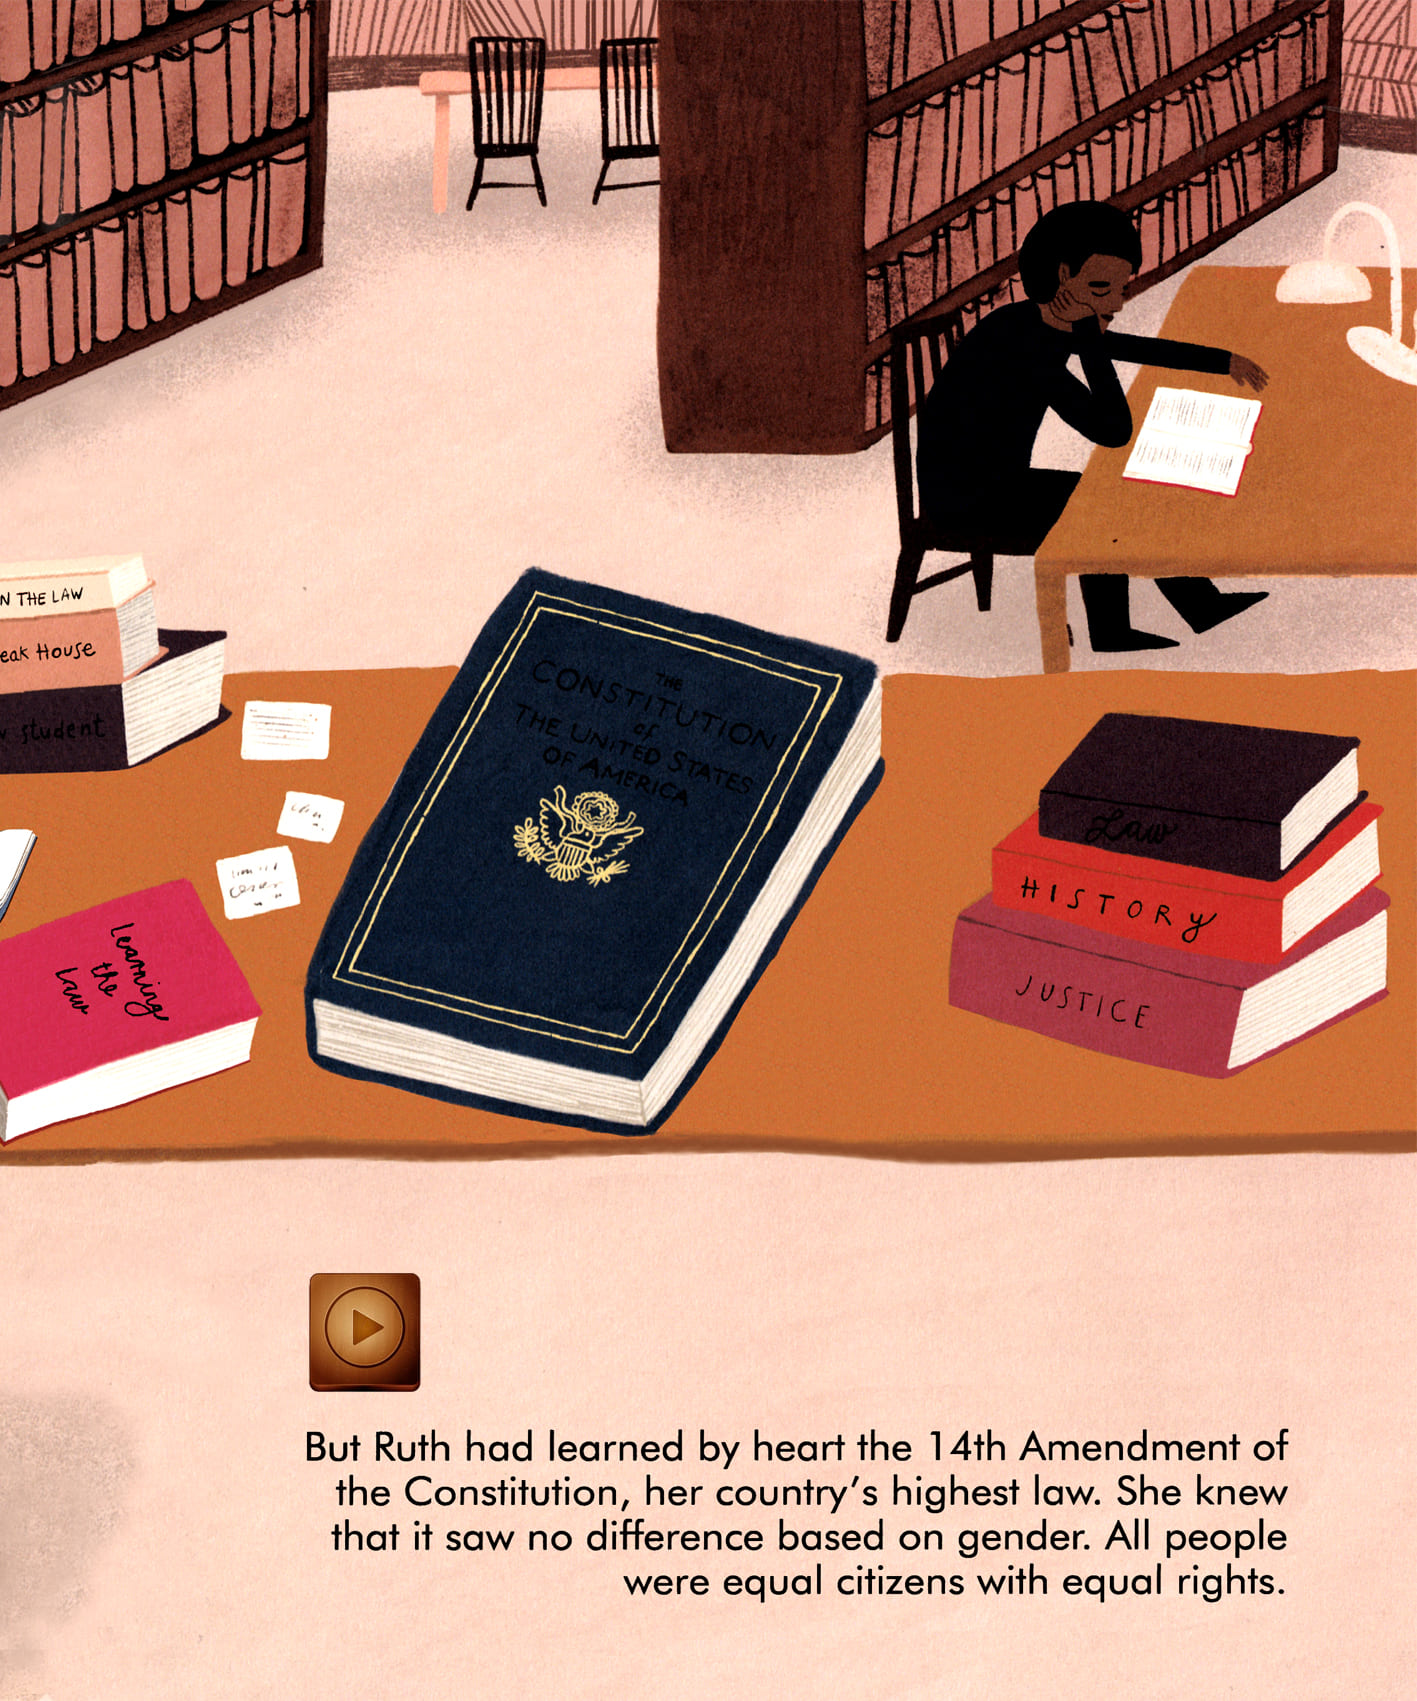 N THE LAW
eak House
w student
THE
CONSTITUTION
of
THE UNITED STATES
OF AMERICA
Law
HISTORY
JUSTICE
learning
the
law
But Ruth had learned by heart the 14th Amendment of
the Constitution, her country’s highest law. She knew
that it saw no difference based on gender. All people
were equal citizens with equal rights.